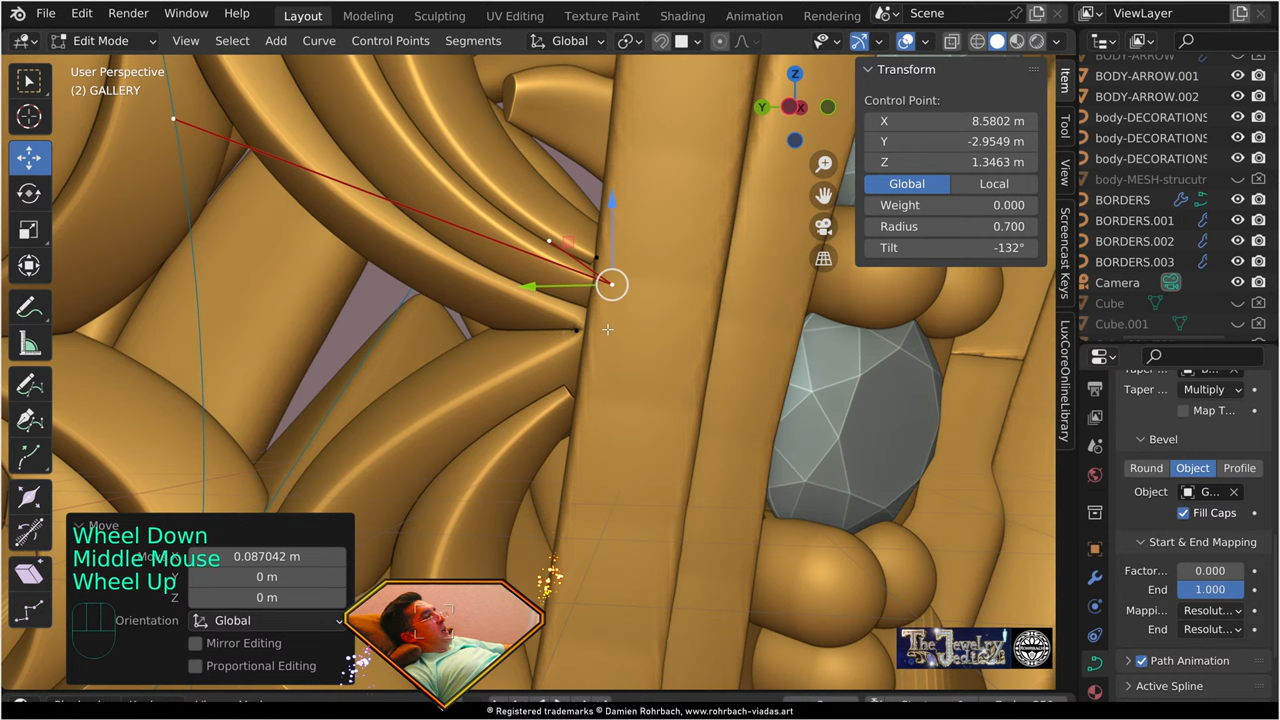 File Edit Render Window Help Layout Modeling Sculpting UV Editing Texture Paint Shading Animation Rendering Scene ViewLayer
Edit Mode View Select Add Curve Control Points Segments Global
User Perspective
(2) GALLERY
Z
Y
X
Transform
Control Point:
X 8.5802 m
Y -2.9549 m
Z 1.3463 m
Global Local
Weight 0.000
Radius 0.700
Tilt -132°
Item
Tool
View
Screencast Keys
LuxCoreOnlineLibrary
BODY-ARROW.001
BODY-ARROW.002
body-DECORATIONS
body-DECORATIONS
body-DECORATIONS
body-MESH-strucutr
BORDERS
BORDERS.001
BORDERS.002
BORDERS.003
Camera
Cube
Cube.001
Taper ...
Taper ... Multiply
Map T...
Bevel
Round Object Profile
Object G...
Fill Caps
Start & End Mapping
Factor... 0.000
End 1.000
Mappi... Resolut...
End Resolut...
Path Animation
Active Spline
Move
Wheel Down
Middle Mouse
Wheel Up
0.087042 m
0 m
Z 0 m
Orientation Global
Mirror Editing
Proportional Editing
The Jewelry
ROHRBACH
® Registered trademarks © Damien Rohrbach, www.rohrbach-viadas.art